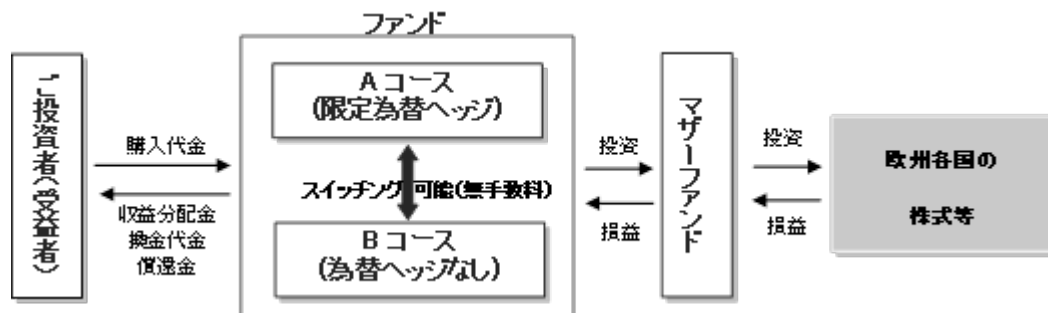 ファンド
ご投資者(受益者)
購入代金
収益分配金
換金代金
償還金
Aコース
(限定為替ヘッジ)
スイッチング可能(無手数料)
Bコース
(為替ヘッジなし)
投資
損益
マザーファンド
投資
損益
欧州各国の
株式等